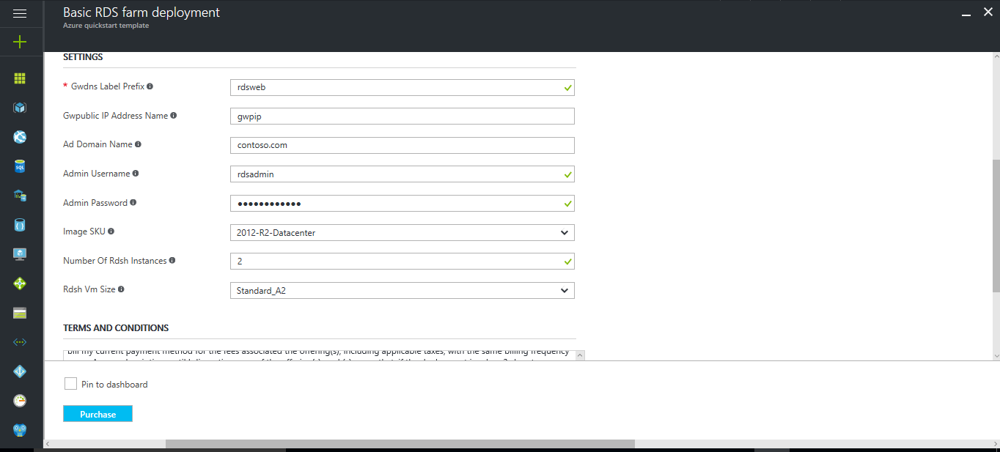 Basic RDS farm deployment
Azure quickstart template
SETTINGS
* Gwdns Label Prefix rdsweb
Gwpublic IP Address Name gwpip
Ad Domain Name contoso.com
Admin Username rdsadmin
Admin Password ●●●●●●●●●●●●
Image SKU 2012-R2-Datacenter
Number Of Rdsh Instances 2
Rdsh Vm Size Standard_A2
TERMS AND CONDITIONS
bill my current payment method for the fees associated the offering(s), including applicable taxes, with the same billing frequency
Pin to dashboard
Purchase